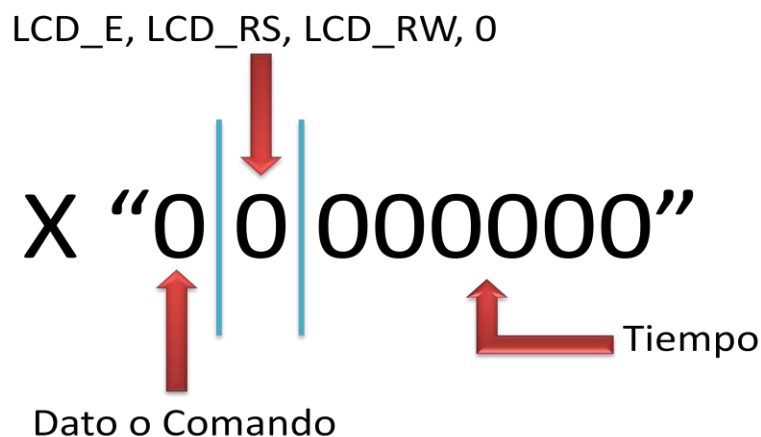 LCD_E, LCD_RS, LCD_RW, 0
X “0 0 000000”
Tiempo
Dato o Comando